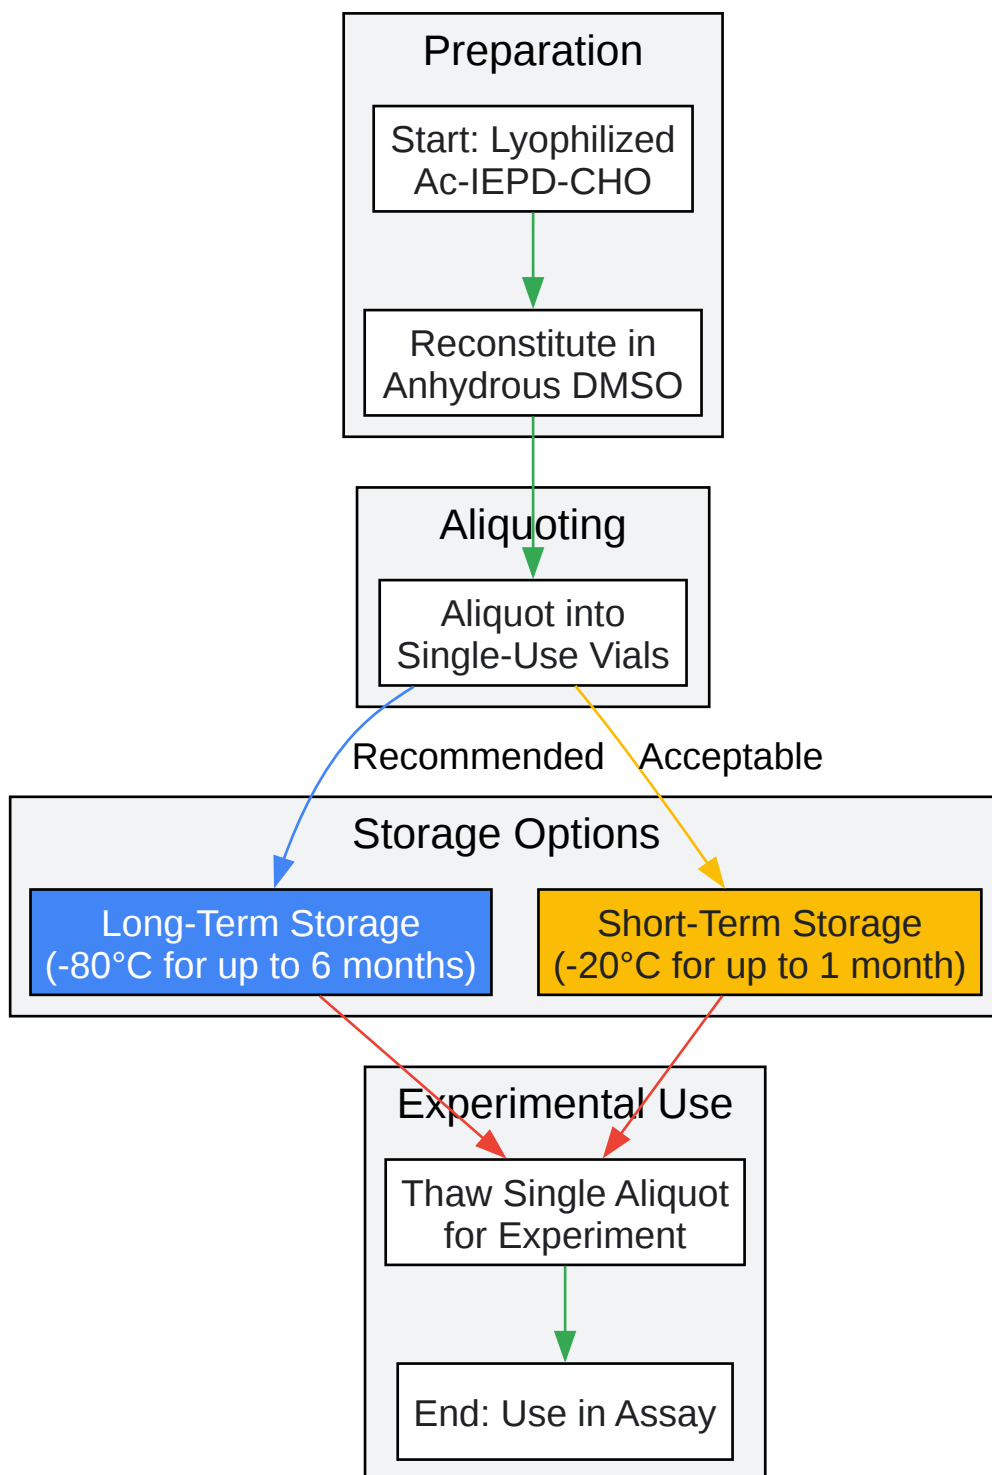 Preparation
Start: Lyophilized
Ac-IEPD-CHO
Reconstitute in
Anhydrous DMSO
Aliquoting
Aliquot into
Single-Use Vials
Recommended
Acceptable
Storage Options
Long-Term Storage
(-80°C for up to 6 months)
Short-Term Storage
(-20°C for up to 1 month)
Experimental Use
Thaw Single Aliquot
for Experiment
End: Use in Assay